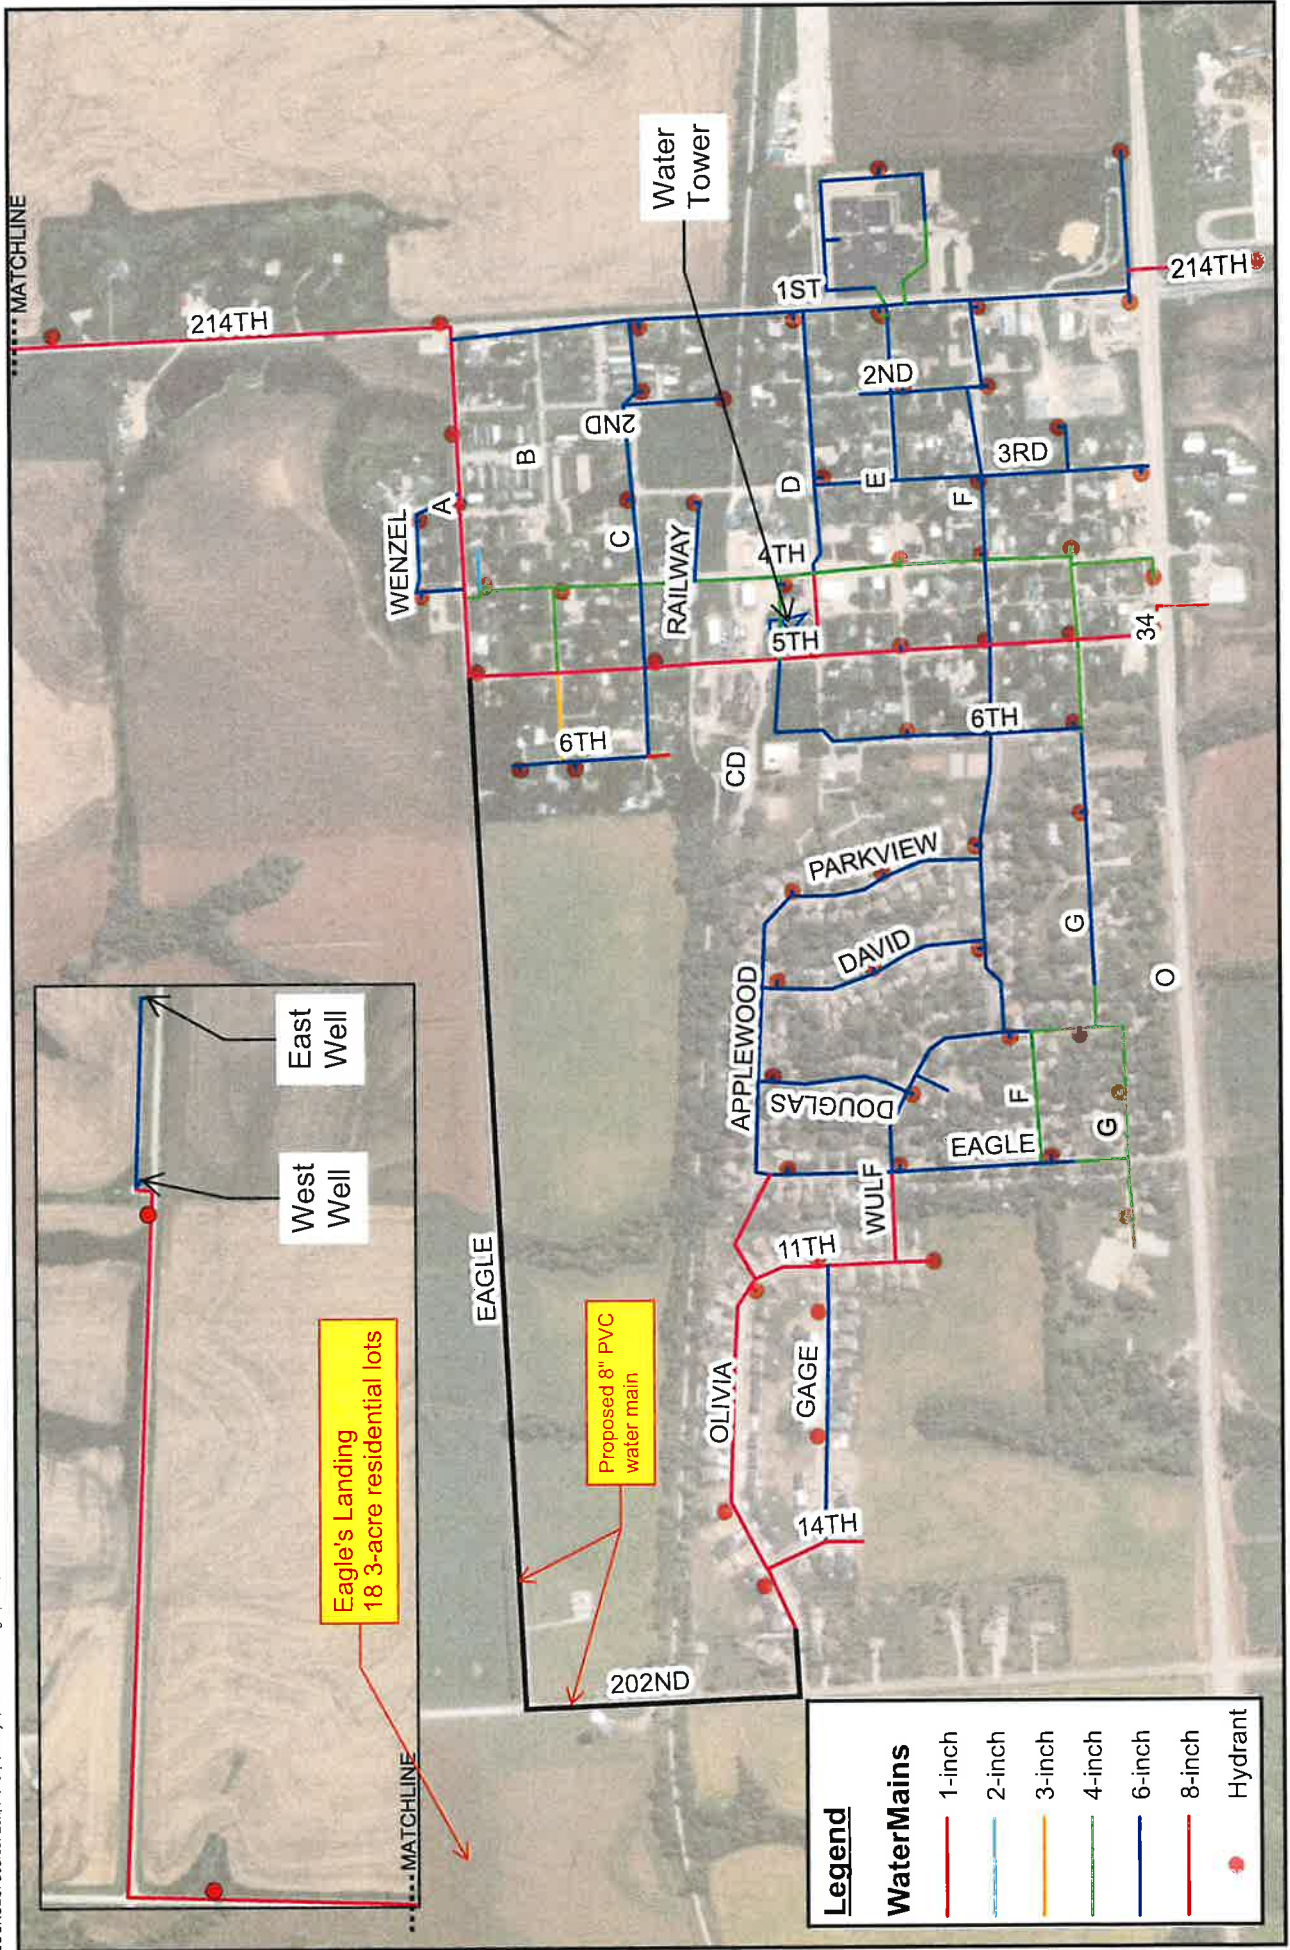 MATCHLINE
214TH
Water
Tower
1ST
214TH
2ND
2ND
B
A
WENZEL
C
D
E
F
3RD
RAILWAY
4TH
5TH
34
6TH
6TH
CD
PARKVIEW
DAVID
G
O
APPLEWOOD
DOUGLAS
F
G
EAGLE
WULF
11TH
EAGLE
OLIVIA
GAGE
14TH
202ND
East
Well
West
Well
Eagle's Landing
18 3-acre residential lots
Proposed 8" PVC
water main
MATCHLINE
Legend
WaterMains
1-inch
2-inch
3-inch
4-inch
6-inch
8-inch
Hydrant